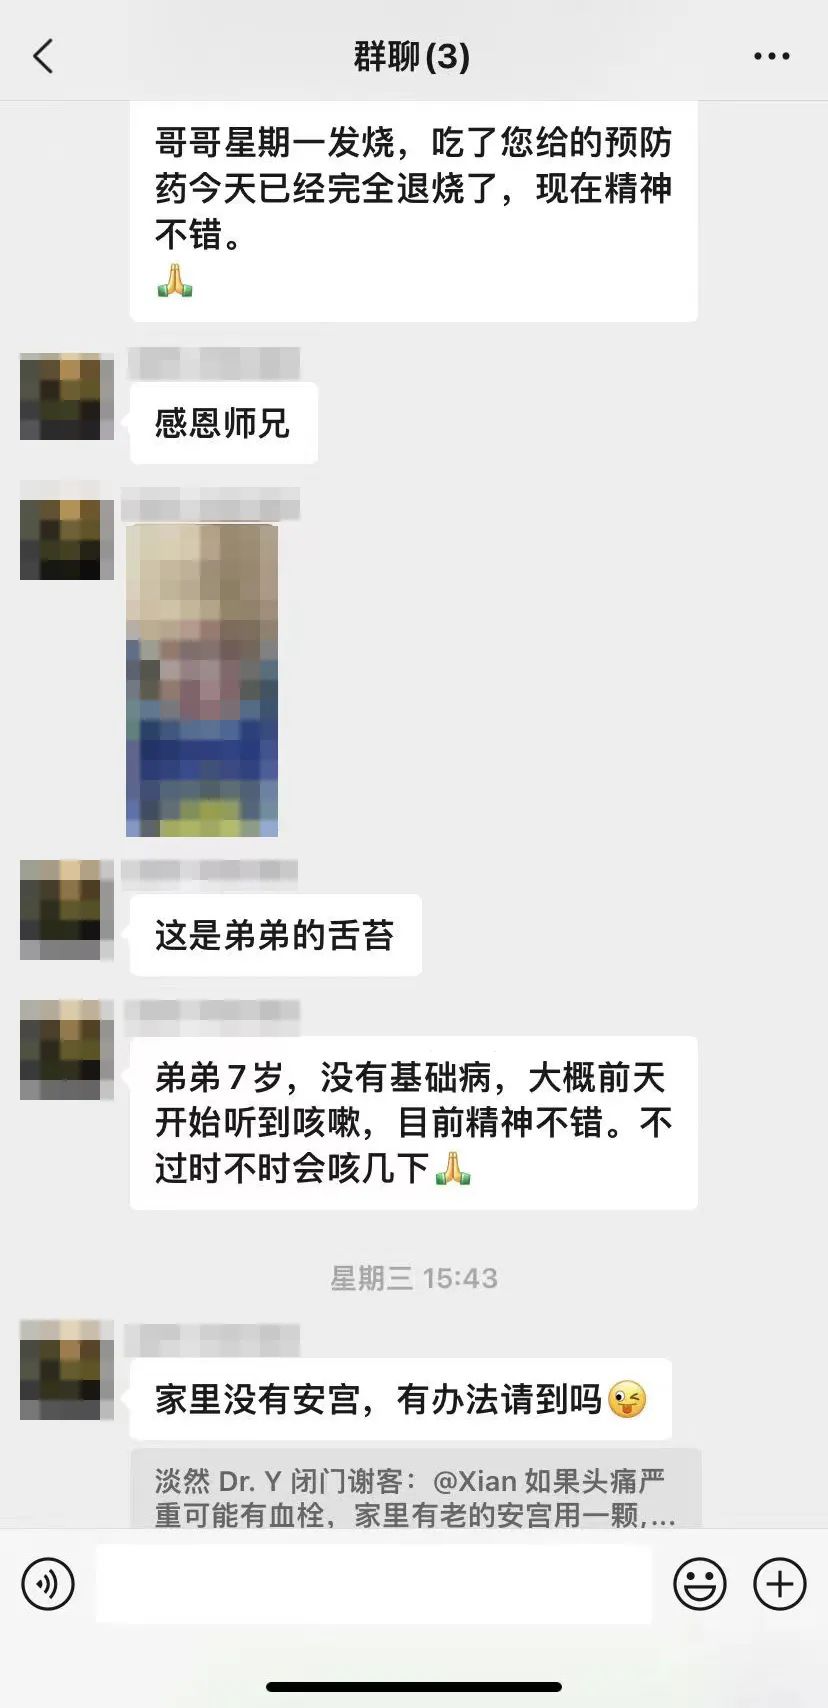 群聊(3)
哥哥星期一发烧，吃了您给的预防
药今天已经完全退烧了，现在精神
不错。
🙏
感恩师兄
这是弟弟的舌苔
弟弟7岁，没有基础病，大概前天
开始听到咳嗽，目前精神不错。不
过时不时会咳几下🙏
星期三 15:43
家里没有安宫，有办法请到吗😜
淡然 Dr. Y 闭门谢客：@Xian 如果头痛严
重可能有血栓，家里有老的安宫用一颗,...